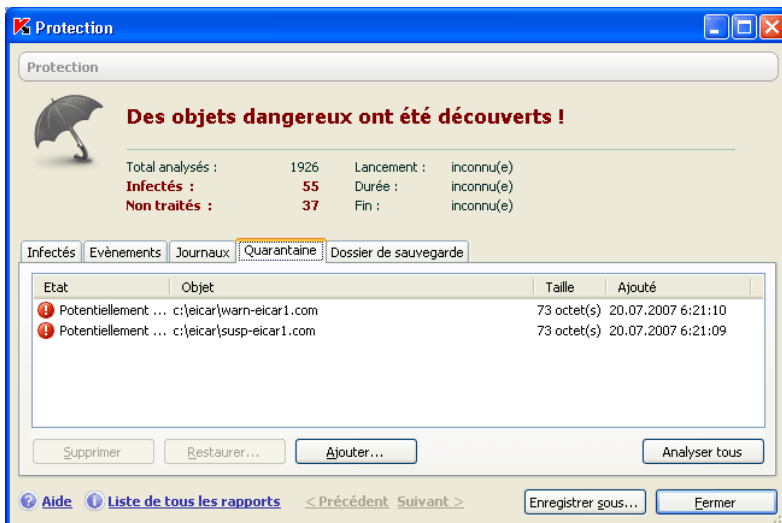 Protection
Protection
Des objets dangereux ont été découverts !
Total analysés : 1926 Lancement : inconnu(e)
Infectés : 55 Durée : inconnu(e)
Non traités : 37 Fin : inconnu(e)
Infectés Evènements Journaux Quarantaine Dossier de sauvegarde
Etat Objet Taille Ajouté
Potentiellement ... c:\eicar\warn-eicar1.com 73 octet(s) 20.07.2007 6:21:10
Potentiellement ... c:\eicar\susp-eicar1.com 73 octet(s) 20.07.2007 6:21:09
Supprimer Restaurer... Ajouter... Analyser tous
Aide Liste de tous les rapports < Précédent Suivant > Enregistrer sous... Fermer